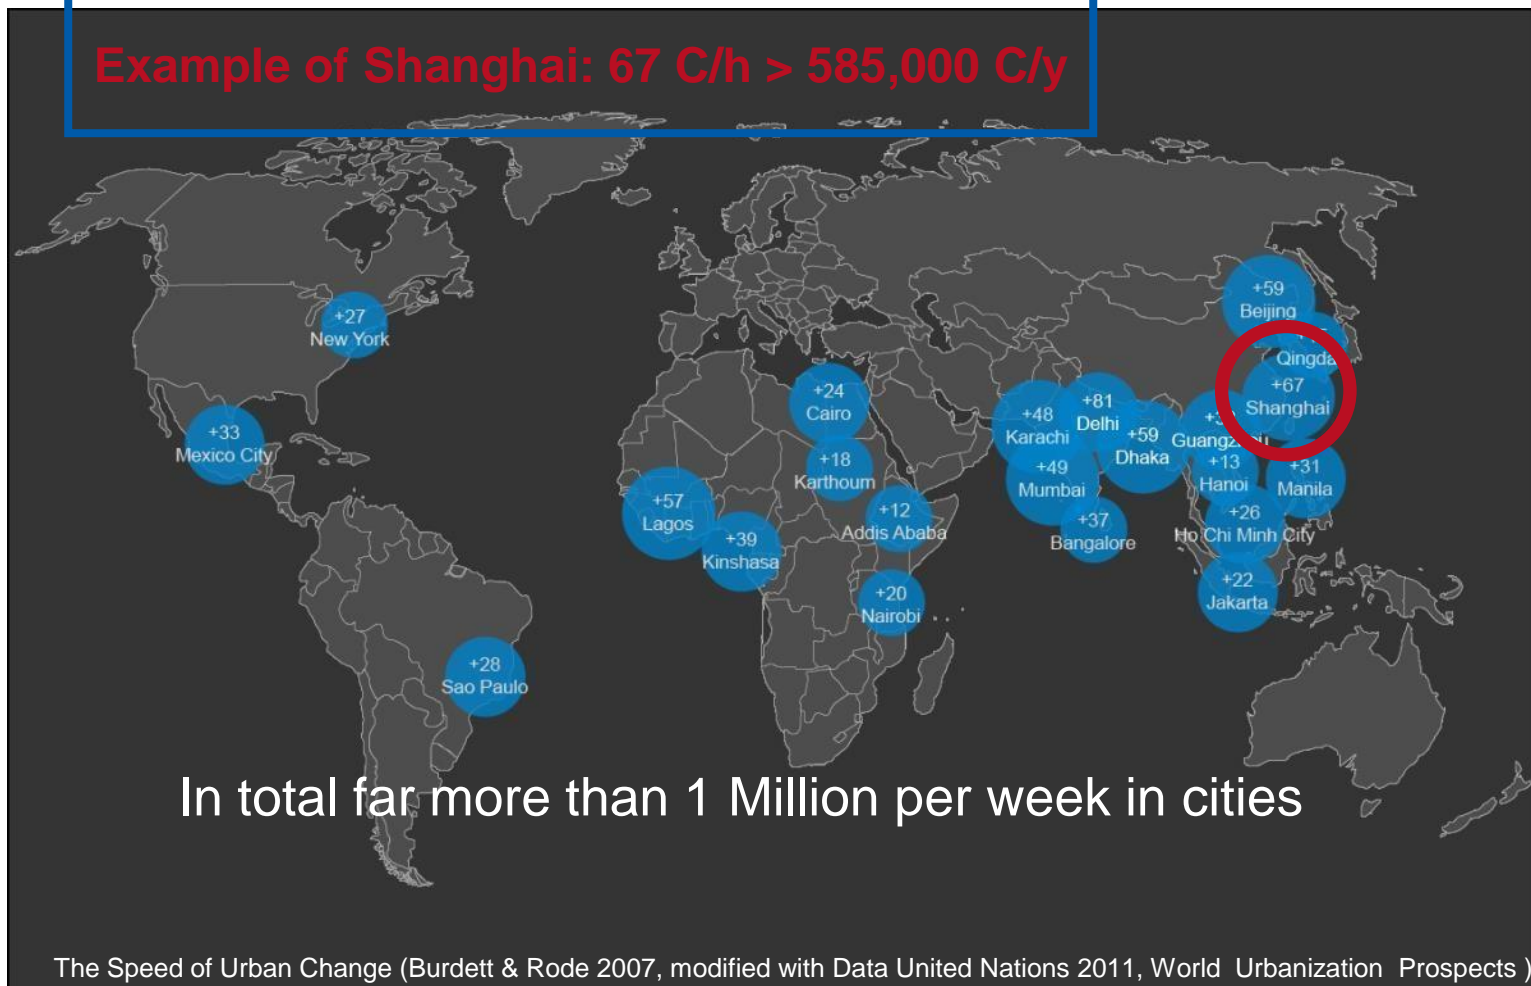 Example of Shanghai: 67 C/h > 585,000 C/y
+59
Beijing
+27
New York
Qingda
+67
Shanghai
+24
Cairo
+81
Delhi
+48
Karachi
+59
Dhaka
Guangzhou
+33
Mexico City
+18
Karthoum
+49
Mumbai
+13
Hanoi
+31
Manila
+57
Lagos
+12
Addis Ababa
+37
Bangalore
+26
Ho Chi Minh City
+39
Kinshasa
+22
Jakarta
+20
Nairobi
+28
Sao Paulo
In total far more than 1 Million per week in cities
The Speed of Urban Change (Burdett & Rode 2007, modified with Data United Nations 2011, World Urbanization Prospects )